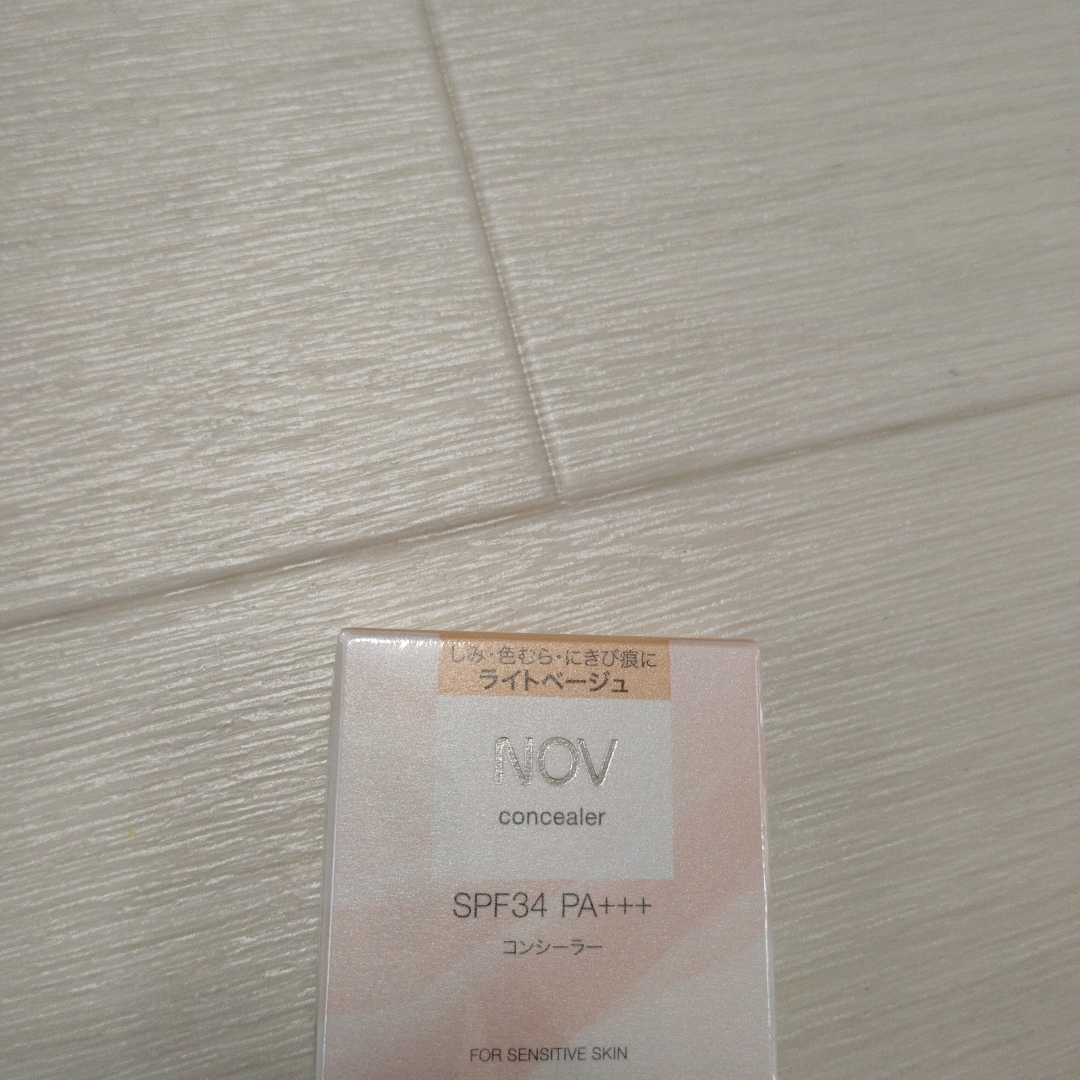 しみ・色むら・にきび痕に
ライトベージュ
NOV
concealer
SPF34 PA+++
コンシーラー
FOR SENSITIVE SKIN